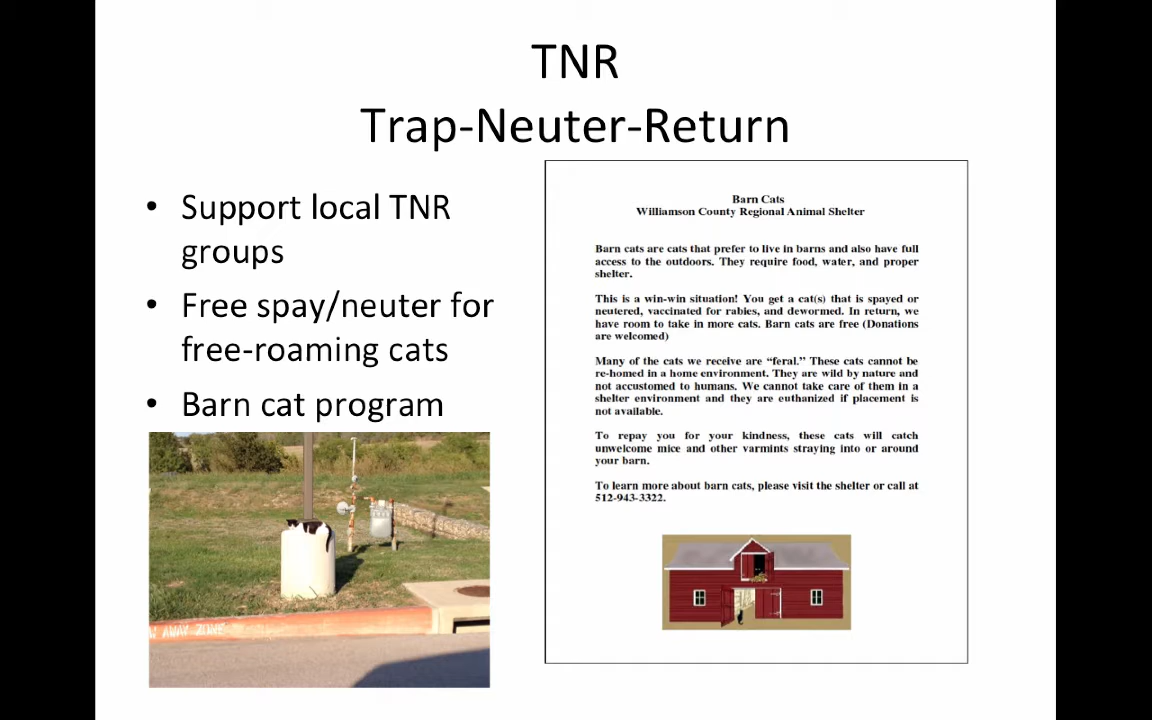 TNR
Trap-Neuter-Return
• Support local TNR
groups
• Free spay/neuter for
free-roaming cats
• Barn cat program
Barn Cats
Williamson County Regional Animal Shelter
Barn cats are cats that prefer to live in barns and also have full
access to the outdoors. They require food, water, and proper
shelter.
This is a win-win situation! You get a cat(s) that is spayed or
neutered, vaccinated for rabies, and dewormed. In return, we
have room to take in more cats. Barn cats are free (Donations
are welcomed)
Many of the cats we receive are “feral.” These cats cannot be
re-homed in a home environment. They are wild by nature and
not accustomed to humans. We cannot take care of them in a
shelter environment and they are euthanized if placement is
not available.
To repay you for your kindness, these cats will catch
unwelcome mice and other varmints straying into or around
your barn.
To learn more about barn cats, please visit the shelter or call at
512-943-3322.
AWAY ZONE